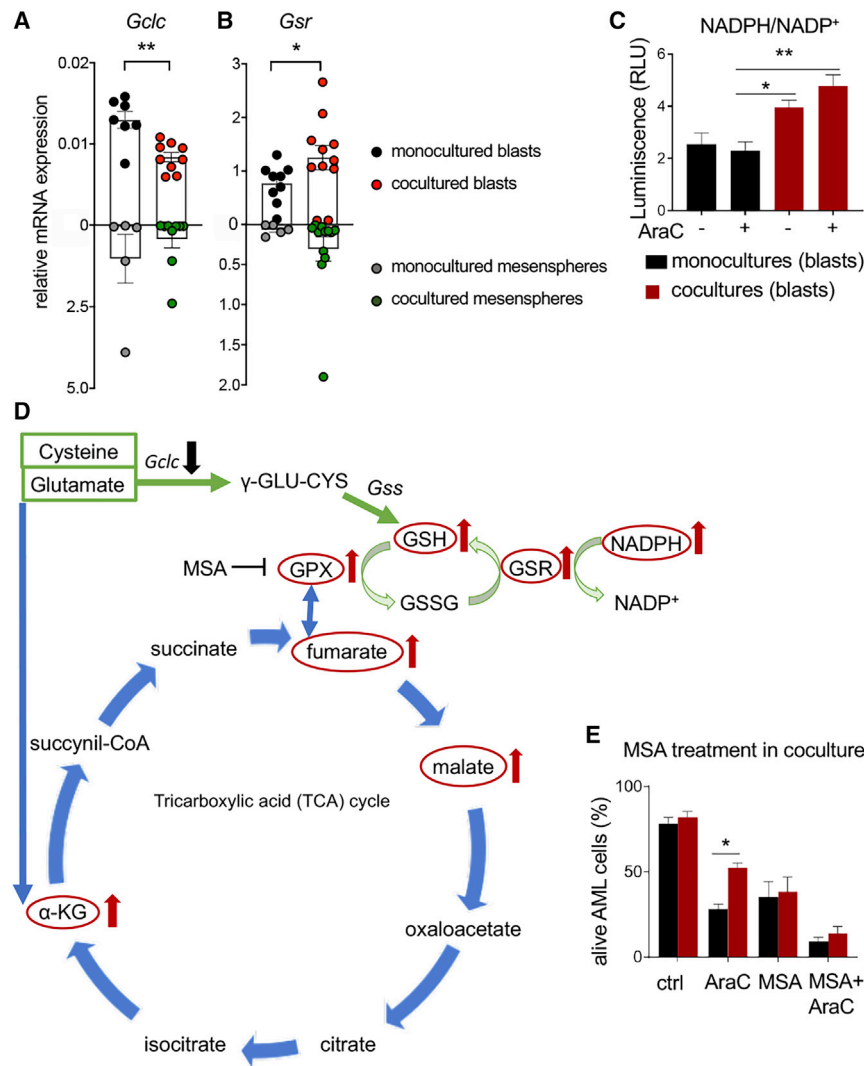 A
Gclc
**
0.02
0.01
0
2.5
5.0
relative mRNA expression
B
Gsr
*
3
2
1
0
0.5
1.0
1.5
2.0
monocultured blasts
cocultured blasts
monocultured mesenspheres
cocultured mesenspheres
C
NADPH/NADP⁺
**
*
6
4
2
0
Luminiscence (RLU)
AraC - + - +
monocultures (blasts)
cocultures (blasts)
D
Cysteine
Glutamate
Gclc
γ-GLU-CYS
Gss
GSH
MSA
GPX
GSR
NADPH
GSSG
NADP⁺
succinate
fumarate
succynil-CoA
malate
Tricarboxylic acid (TCA) cycle
α-KG
oxaloacetate
isocitrate
citrate
E
MSA treatment in coculture
100
50
0
alive AML cells (%)
*
ctrl AraC MSA MSA+
AraC